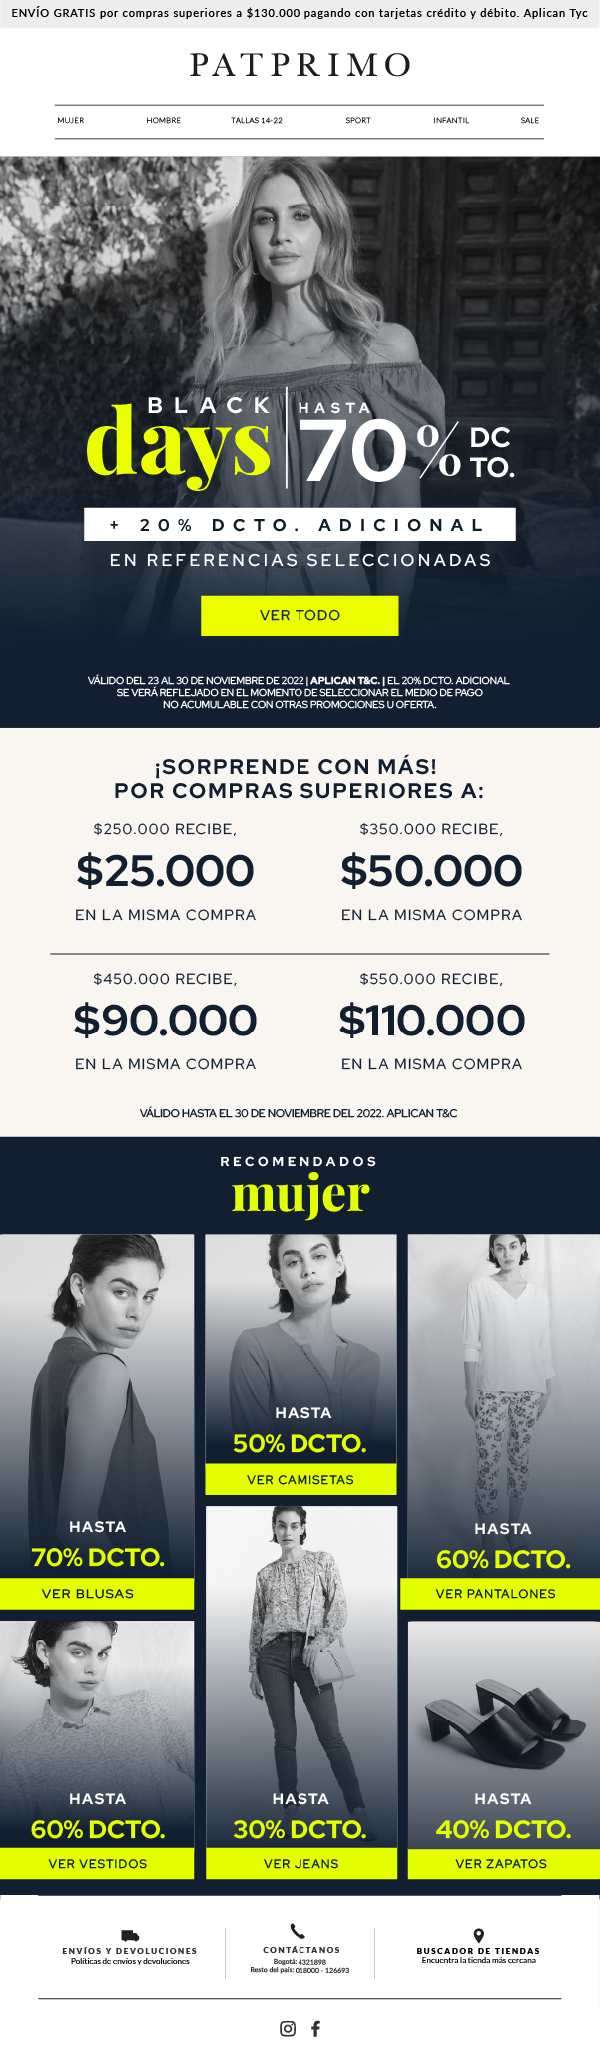 ENVÍO GRATIS por compras superiores a $130.000 pagando con tarjetas crédito y débito. Aplican Tyc
PATPRIMO
MUJER HOMBRE TALLAS 14-22 SPORT INFANTIL SALE
BLACK
days
HASTA
70% DC
TO.
+ 20% DCTO. ADICIONAL
EN REFERENCIAS SELECCIONADAS
VER TODO
VÁLIDO DEL 23 AL 30 DE NOVIEMBRE DE 2022 | APLICAN T&C. | EL 20% DCTO. ADICIONAL
SE VERÁ REFLEJADO EN EL MOMENTO DE SELECCIONAR EL MEDIO DE PAGO
NO ACUMULABLE CON OTRAS PROMOCIONES U OFERTA.
¡SORPRENDE CON MÁS!
POR COMPRAS SUPERIORES A:
$250.000 RECIBE,
$25.000
EN LA MISMA COMPRA
$350.000 RECIBE,
$50.000
EN LA MISMA COMPRA
$450.000 RECIBE,
$90.000
EN LA MISMA COMPRA
$550.000 RECIBE,
$110.000
EN LA MISMA COMPRA
VÁLIDO HASTA EL 30 DE NOVIEMBRE DEL 2022. APLICAN T&C
RECOMENDADOS
mujer
HASTA
70% DCTO.
VER BLUSAS
HASTA
50% DCTO.
VER CAMISETAS
HASTA
60% DCTO.
VER PANTALONES
HASTA
60% DCTO.
VER VESTIDOS
HASTA
30% DCTO.
VER JEANS
HASTA
40% DCTO.
VER ZAPATOS
ENVÍOS Y DEVOLUCIONES
Políticas de envíos y devoluciones
CONTÁCTANOS
Bogotá: 4321898
Resto del país: 018000 - 126693
BUSCADOR DE TIENDAS
Encuentra la tienda más cercana